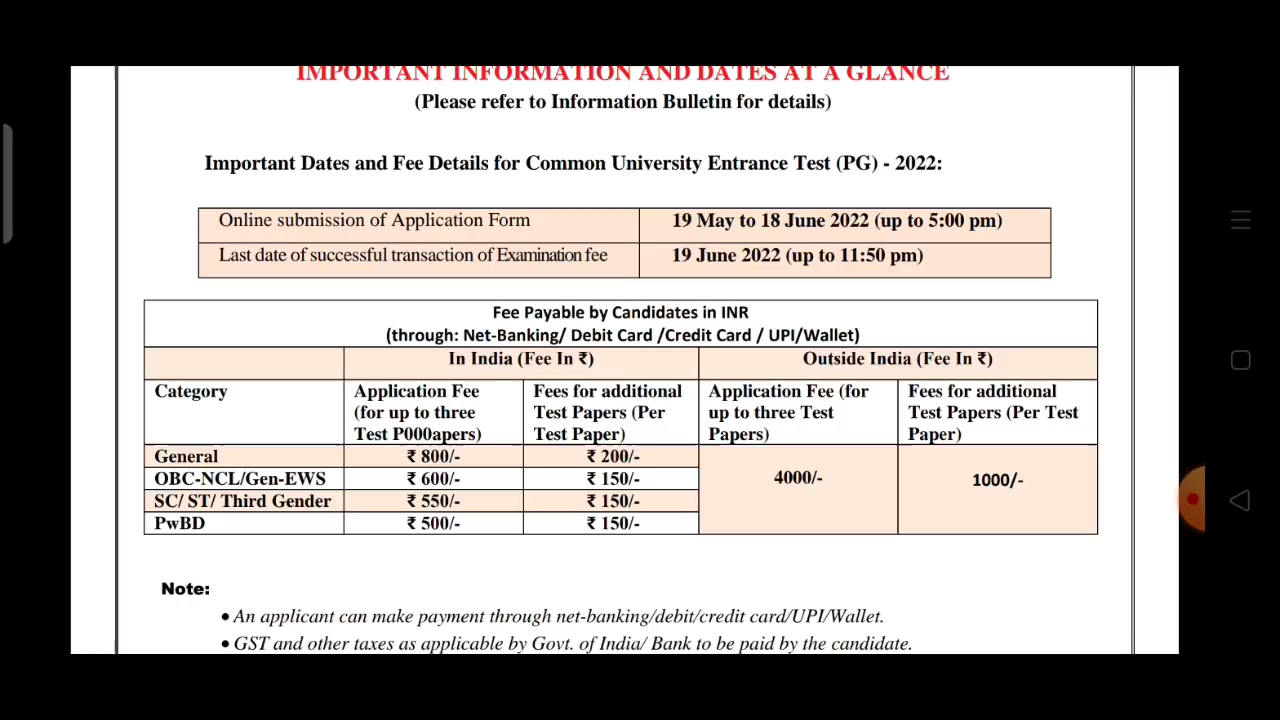 IMPORTANT INFORMATION AND DATES AT A GLANCE
(Please refer to Information Bulletin for details)
Important Dates and Fee Details for Common University Entrance Test (PG) - 2022:
Online submission of Application Form 19 May to 18 June 2022 (up to 5:00 pm)
Last date of successful transaction of Examination fee 19 June 2022 (up to 11:50 pm)
Fee Payable by Candidates in INR
(through: Net-Banking/ Debit Card /Credit Card / UPI/Wallet)
In India (Fee In ₹) Outside India (Fee In ₹)
Category Application Fee Fees for additional Application Fee (for Fees for additional
(for up to three Test Papers (Per up to three Test Test Papers (Per Test
Test P000apers) Test Paper) Papers) Paper)
General ₹ 800/- ₹ 200/-
OBC-NCL/Gen-EWS ₹ 600/- ₹ 150/- 4000/- 1000/-
SC/ ST/ Third Gender ₹ 550/- ₹ 150/-
PwBD ₹ 500/- ₹ 150/-
Note:
• An applicant can make payment through net-banking/debit/credit card/UPI/Wallet.
• GST and other taxes as applicable by Govt. of India/ Bank to be paid by the candidate.